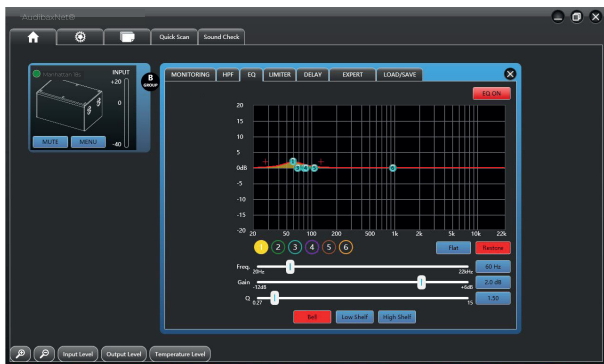 AudibaxNet®
Quick Scan Sound Check
Manhattan 8s
INPUT
+20
0
-40
MUTE MENU
B
GROUP
MONITORING HPF EQ LIMITER DELAY EXPERT LOAD/SAVE
EQ ON
20
15
10
5
0dB
-5
-10
-15
-20
20 50 100 200 500 1k 2k 5k 10k 22k
1 2 3 4 5 6
Flat Restore
Freq. 20Hz 22kHz 60 Hz
Gain -12dB +6dB 2.0 dB
Q 0.27 15 1.50
Bell Low Shelf High Shelf
Input Level Output Level Temperature Level